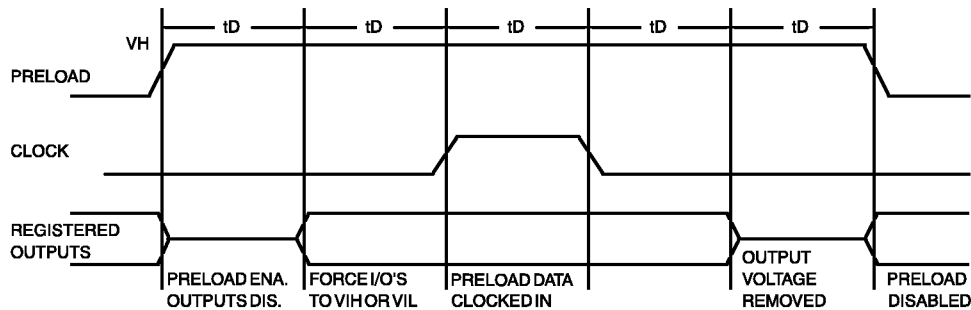 tD tD tD tD tD
VH
PRELOAD
CLOCK
REGISTERED
OUTPUTS
PRELOAD ENA.
OUTPUTS DIS.
FORCE I/O'S
TO VIH OR VIL
PRELOAD DATA
CLOCKED IN
OUTPUT
VOLTAGE
REMOVED
PRELOAD
DISABLED